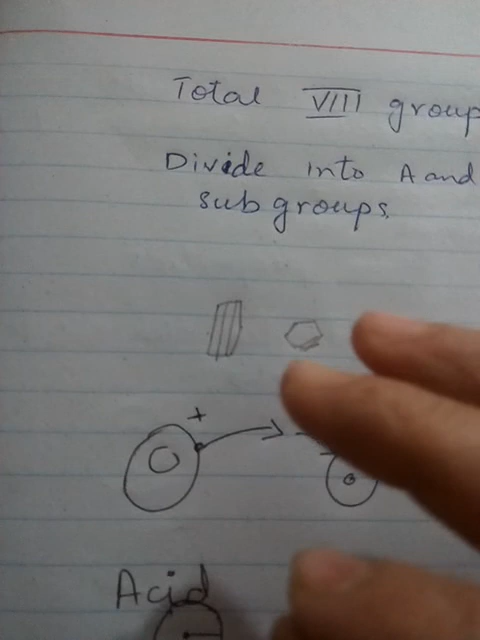 Total VIII group
Divide into A and
sub groups.
+
Acid